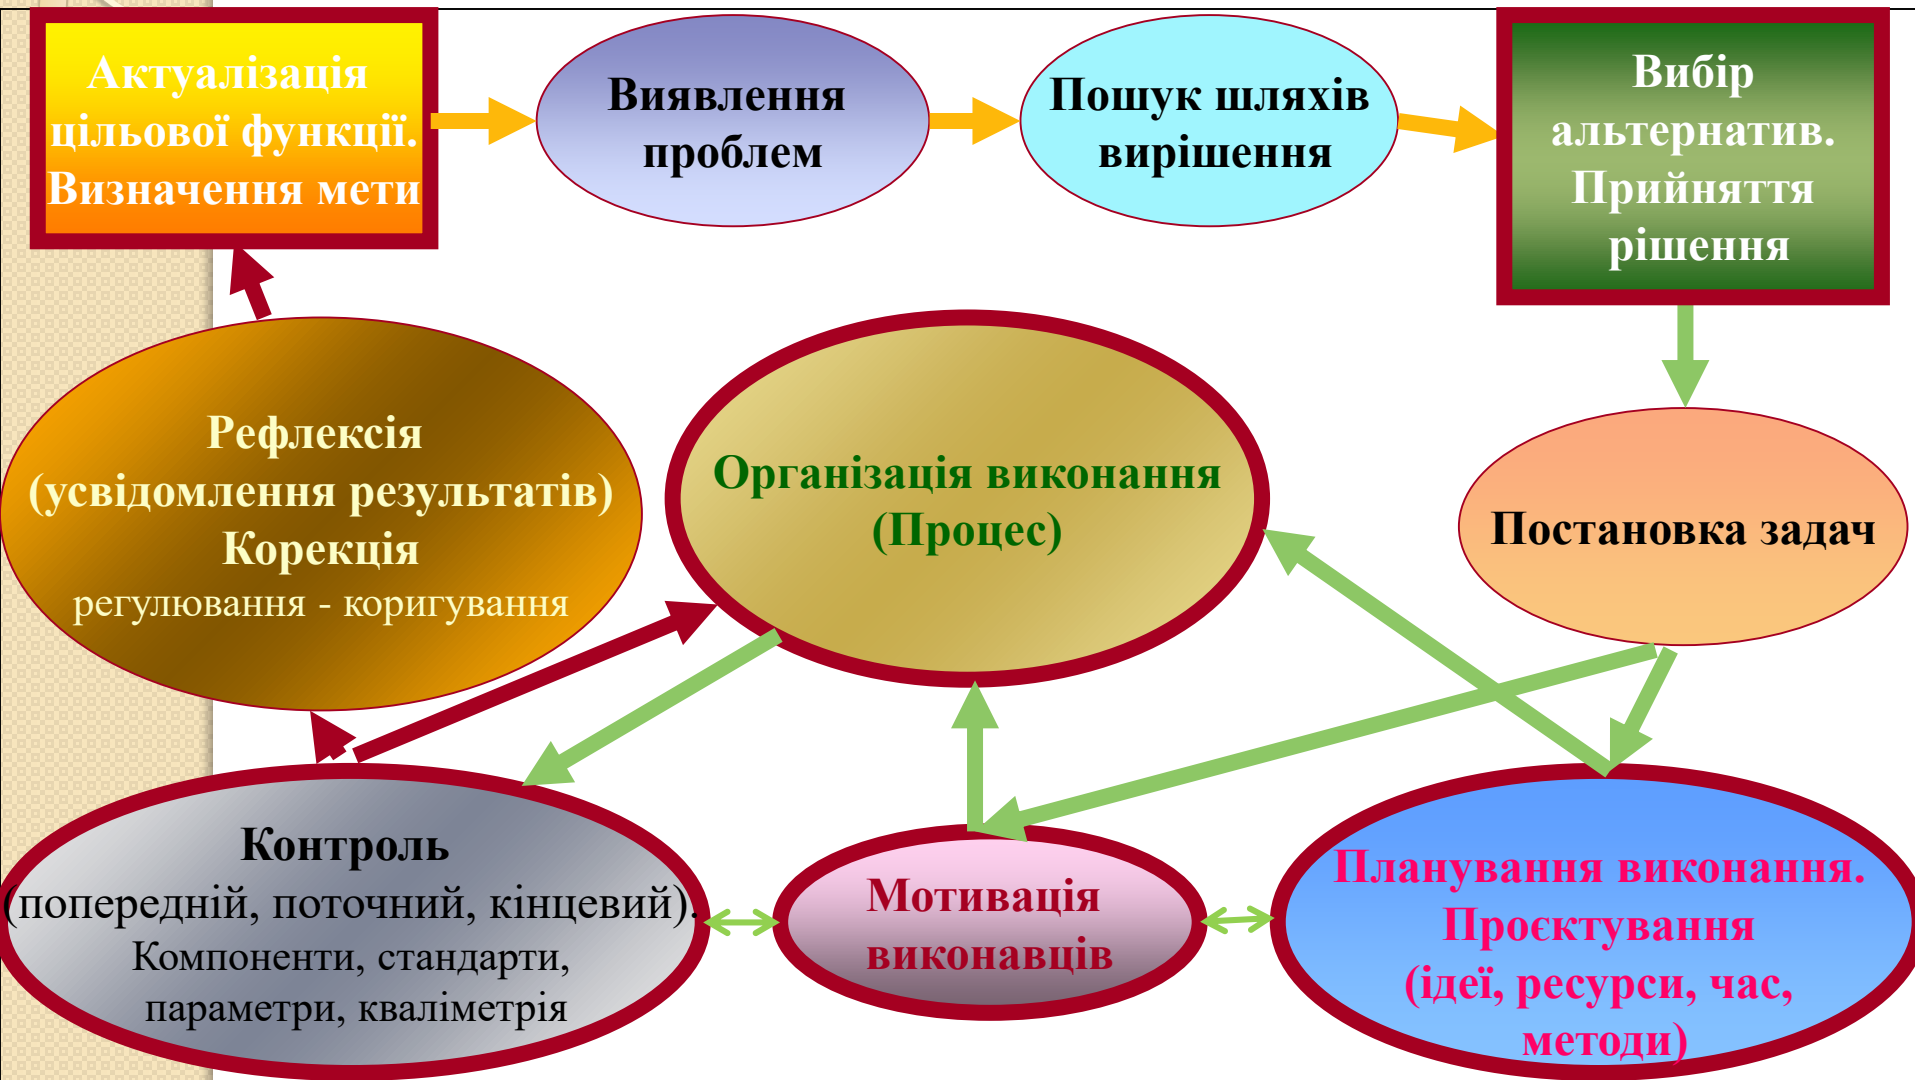 Актуалізація
цільової функції.
Визначення мети
Виявлення
проблем
Пошук шляхів
вирішення
Вибір
альтернатив.
Прийняття
рішення
Рефлексія
(усвідомлення результатів)
Корекція
регулювання - коригування
Організація виконання
(Процес)
Постановка задач
Контроль
(попередній, поточний, кінцевий).
Компоненти, стандарти,
параметри, кваліметрія
Мотивація
виконавців
Планування виконання.
Проєктування
(ідеї, ресурси, час,
методи)